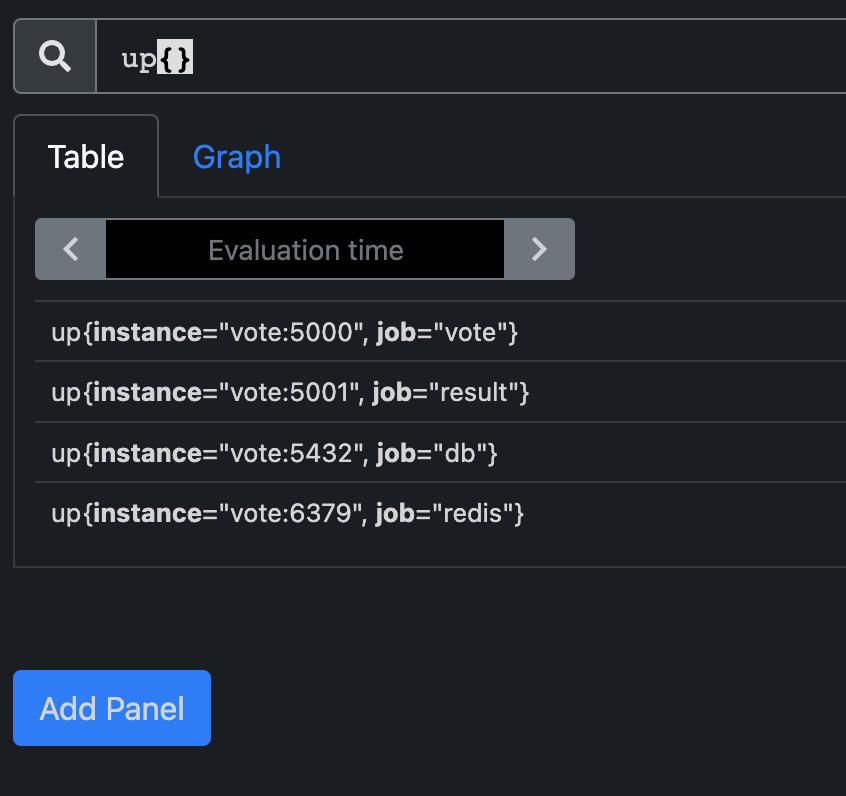 up{}
Table Graph
Evaluation time
up{instance="vote:5000", job="vote"}
up{instance="vote:5001", job="result"}
up{instance="vote:5432", job="db"}
up{instance="vote:6379", job="redis"}
Add Panel